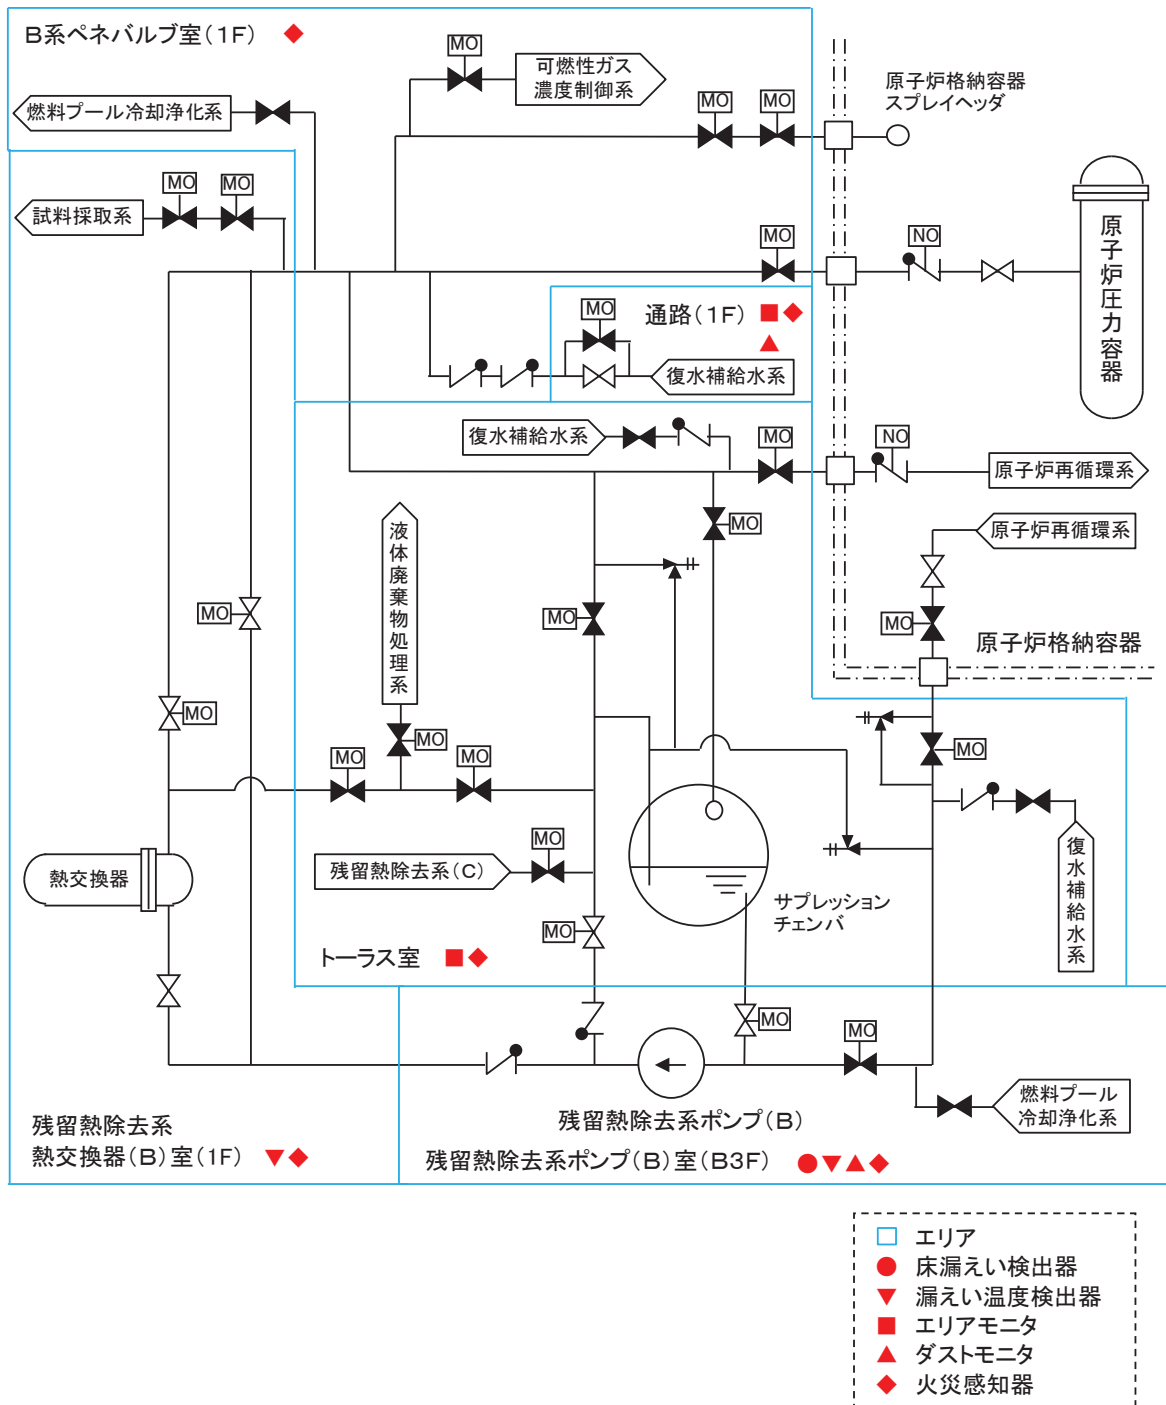 B系ペネバルブ室(1F)
MO
可燃性ガス
濃度制御系
燃料プール冷却浄化系
MO
MO
原子炉格納容器
スプレイヘッダ
MO
MO
試料採取系
MO
NO
原子炉圧力容器
MO
通路(1F)
復水補給水系
復水補給水系
MO
NO
原子炉再循環系
液体廃棄物処理系
MO
原子炉再循環系
MO
MO
MO
原子炉格納容器
MO
MO
MO
MO
MO
MO
残留熱除去系(C)
熱交換器
サプレッション
チェンバ
復水補給水系
MO
トーラス室
MO
MO
残留熱除去系ポンプ(B)
燃料プール
冷却浄化系
残留熱除去系
熱交換器(B)室(1F)
残留熱除去系ポンプ(B)室(B3F)
エリア
床漏えい検出器
漏えい温度検出器
エリアモニタ
ダストモニタ
火災感知器